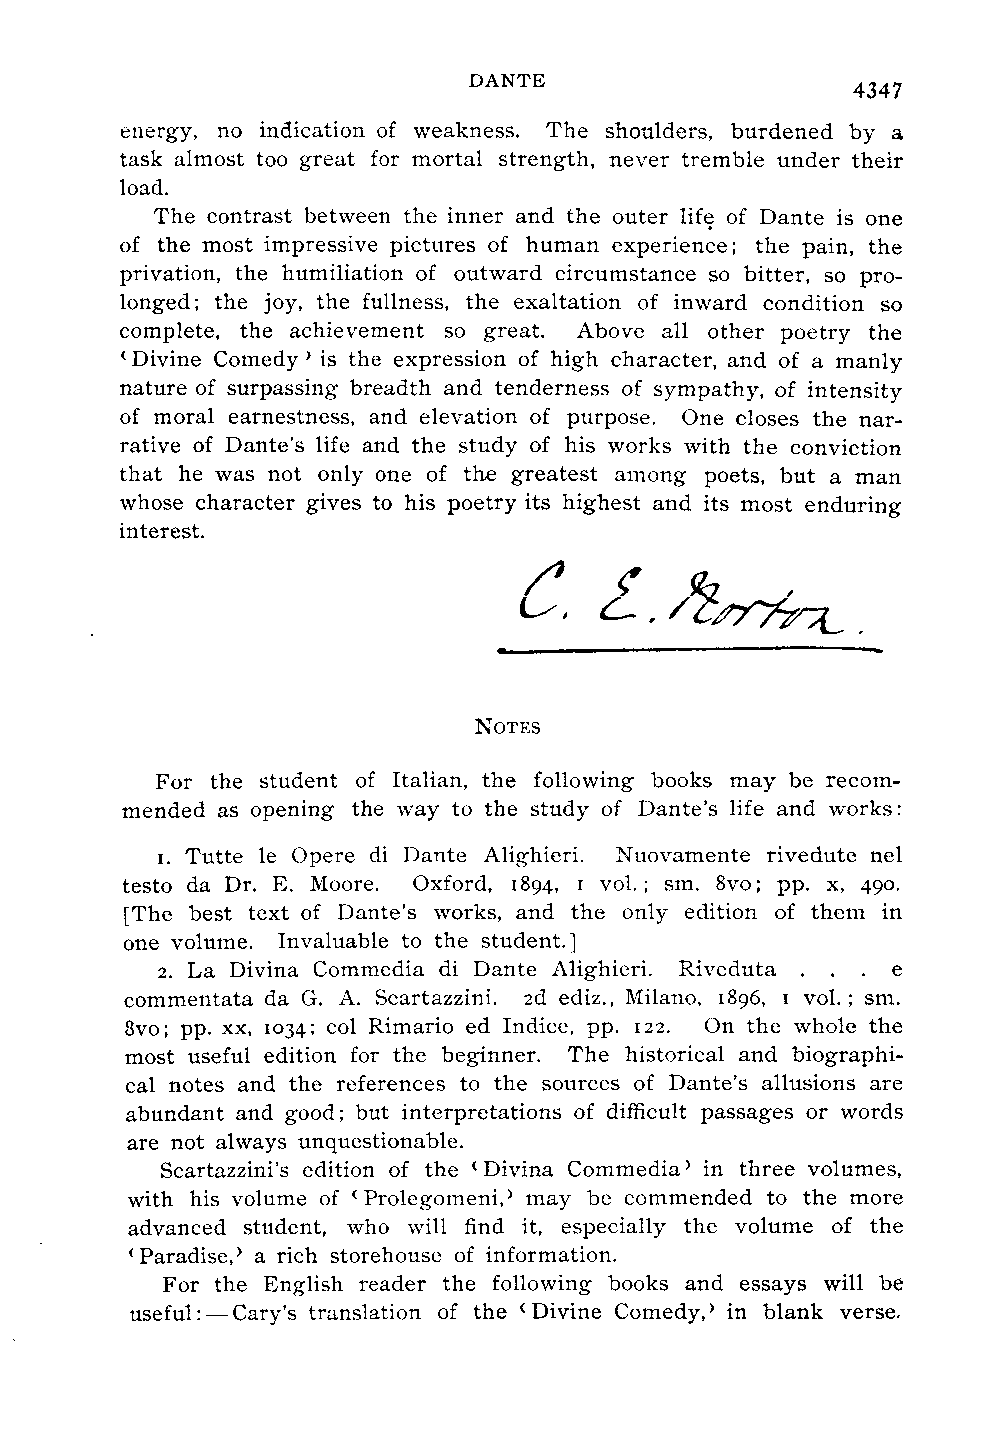 DANTE
4347
energy, no indication of weakness. The shoulders, burdened by a
task almost too great for mortal strength, never tremble under their
load.
The contrast between the inner and the outer life of Dante is one
of the most impressive pictures of human experience; the pain, the
privation, the humiliation of outward circumstance so bitter, so pro-
longed; the joy, the fullness, the exaltation of inward condition so
complete, the achievement so great. Above all other poetry the
‘Divine Comedy’ is the expression of high character, and of a manly
nature of surpassing breadth and tenderness of sympathy, of intensity
of moral earnestness, and elevation of purpose. One closes the nar-
rative of Dante's life and the study of his works with the conviction
that he was not only one of the greatest among poets, but a man
whose character gives to his poetry its highest and its most enduring
interest.
C. E. Norton.
NOTES
For the student of Italian, the following books may be recom-
mended as opening the way to the study of Dante's life and works:
1. Tutte le Opere di Dante Alighieri. Nuovamente rivedute nel
testo da Dr. E. Moore. Oxford, 1894, 1 vol.; sm. 8vo; pp. x, 490.
[The best text of Dante's works, and the only edition of them in
one volume. Invaluable to the student.]
2. La Divina Commedia di Dante Alighieri. Riveduta . . . e
commentata da G. A. Scartazzini. 2d ediz., Milano, 1896, 1 vol.; sm.
8vo; pp. xx, 1034; col Rimario ed Indice, pp. 122. On the whole the
most useful edition for the beginner. The historical and biographi-
cal notes and the references to the sources of Dante's allusions are
abundant and good; but interpretations of difficult passages or words
are not always unquestionable.
Scartazzini's edition of the ‘Divina Commedia’ in three volumes,
with his volume of ‘Prolegomeni,’ may be commended to the more
advanced student, who will find it, especially the volume of the
‘Paradise,’ a rich storehouse of information.
For the English reader the following books and essays will be
useful:—Cary's translation of the ‘Divine Comedy,’ in blank verse.